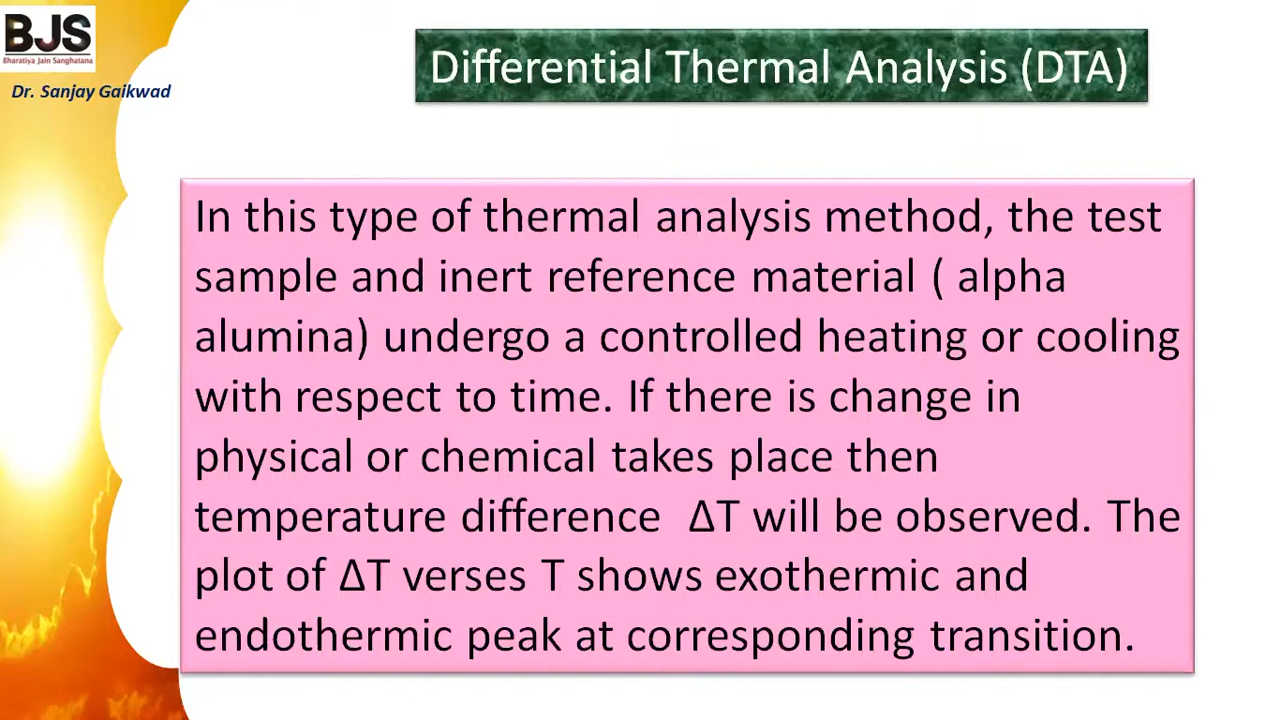 BJS
Bharatiya Jain Sanghatana
Dr. Sanjay Gaikwad
Differential Thermal Analysis (DTA)
In this type of thermal analysis method, the test
sample and inert reference material ( alpha
alumina) undergo a controlled heating or cooling
with respect to time. If there is change in
physical or chemical takes place then
temperature difference ΔT will be observed. The
plot of ΔT verses T shows exothermic and
endothermic peak at corresponding transition.